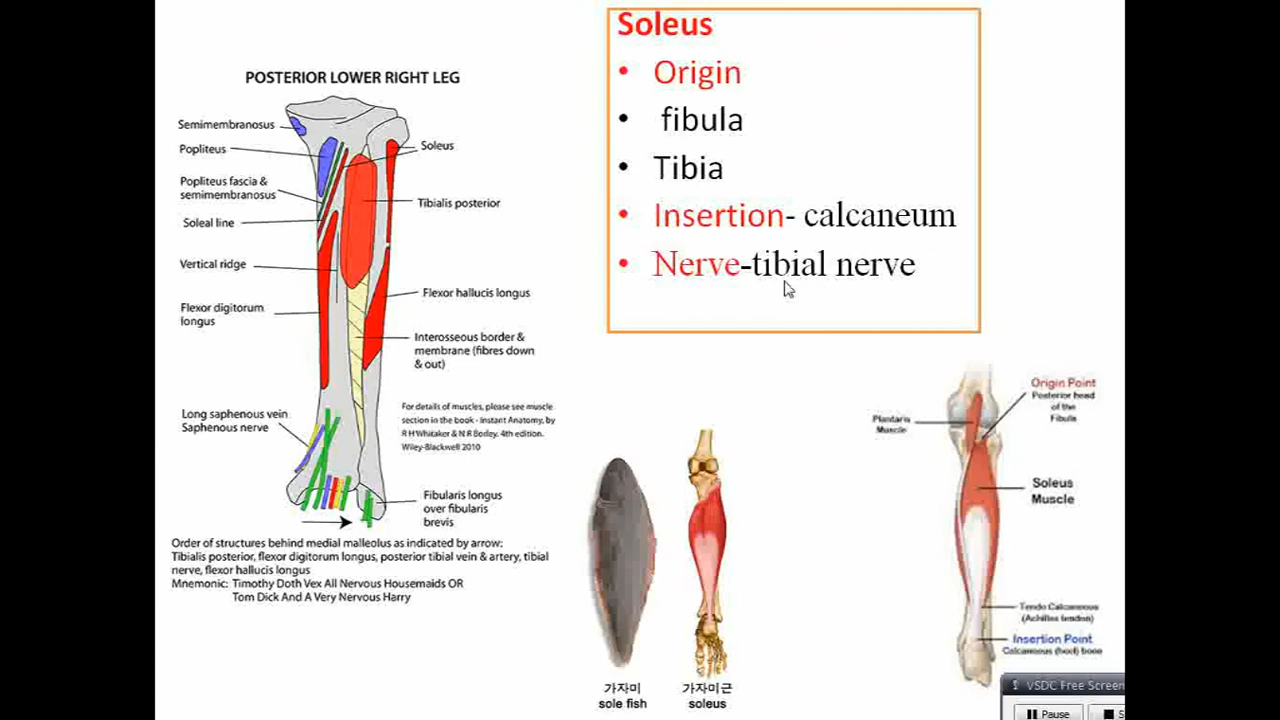 Soleus
• Origin
• fibula
• Tibia
• Insertion- calcaneum
• Nerve-tibial nerve
POSTERIOR LOWER RIGHT LEG
Semimembranosus
Popliteus
Popliteus fascia &
semimembranosus
Soleal line
Vertical ridge
Flexor digitorum
longus
Long saphenous vein
Saphenous nerve
Soleus
Tibialis posterior
Flexor hallucis longus
Interosseous border &
membrane (fibres down
& out)
For details of muscles, please see muscle
section in the book - Instant Anatomy, by
R H Whitaker & N R Borley. 4th edition.
Wiley-Blackwell 2010
Fibularis longus
over fibularis
brevis
Order of structures behind medial malleolus as indicated by arrow:
Tibialis posterior, flexor digitorum longus, posterior tibial vein & artery, tibial
nerve, flexor hallucis longus
Mnemonic: Timothy Doth Vex All Nervous Housemaids OR
Tom Dick And A Very Nervous Harry
가자미
sole fish
가자미근
soleus
Origin Point
Posterior head
of the
Fibula
Plantaris
Muscle
Soleus
Muscle
Tendo Calcaneous
(Achilles tendon)
Insertion Point
Calcaneous (heel) bone
VSDC Free Screen
Pause
S